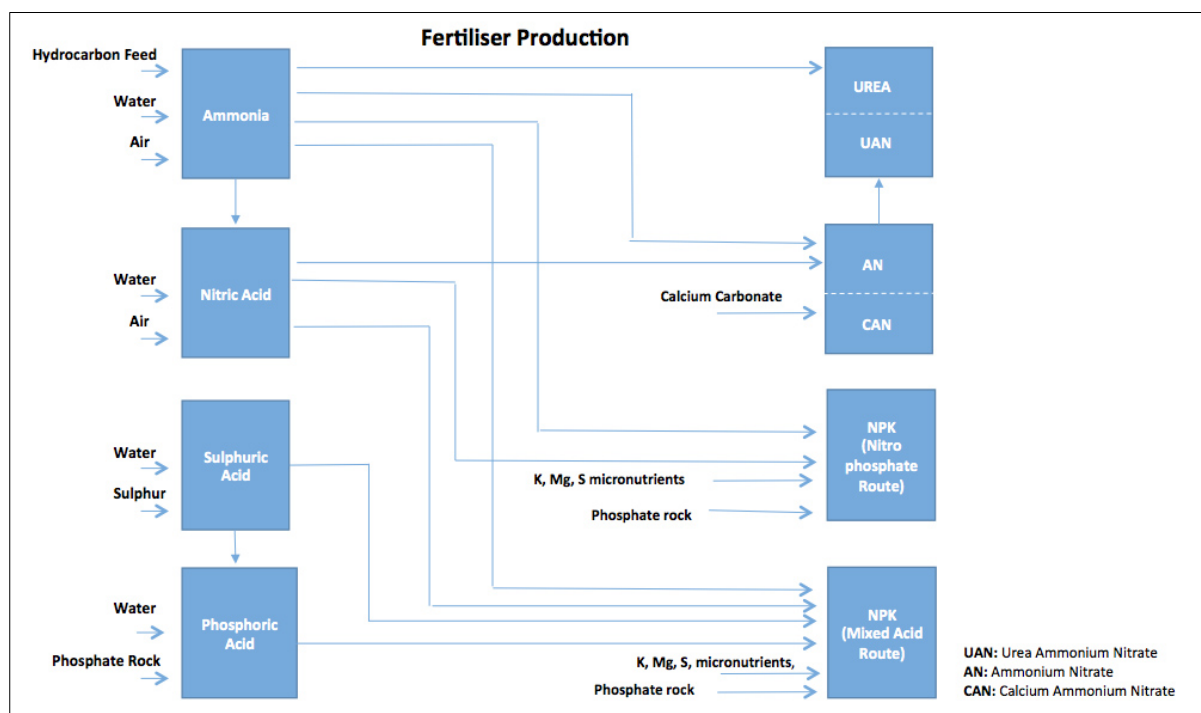 Fertiliser Production
Hydrocarbon Feed
Water
Air
Ammonia
UREA
UAN
Water
Air
Nitric Acid
AN
Calcium Carbonate
CAN
Water
Sulphur
Sulphuric
Acid
NPK
(Nitro
phosphate
Route)
K, Mg, S micronutrients
Phosphate rock
Water
Phosphate Rock
Phosphoric
Acid
NPK
(Mixed Acid
Route)
K, Mg, S, micronutrients,
Phosphate rock
UAN: Urea Ammonium Nitrate
AN: Ammonium Nitrate
CAN: Calcium Ammonium Nitrate